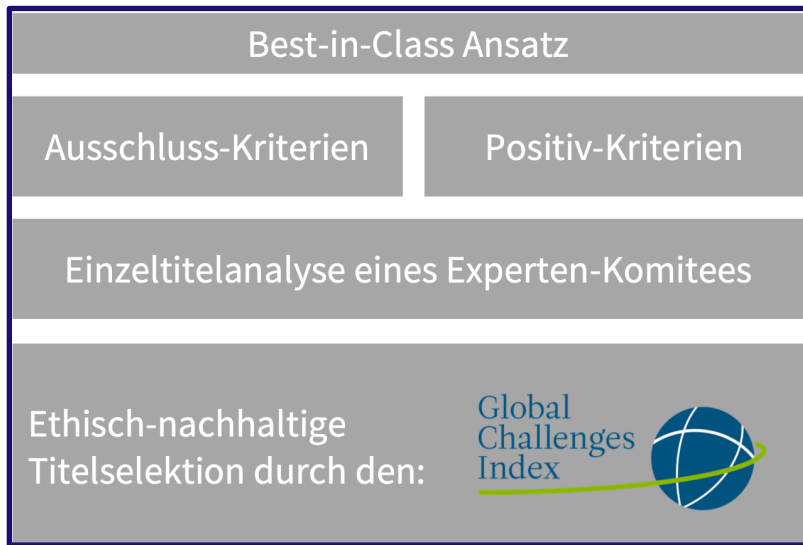 Best-in-Class Ansatz
Ausschluss-Kriterien
Positiv-Kriterien
Einzeltitelanalyse eines Experten-Komitees
Ethisch-nachhaltige
Titelselektion durch den:
Global
Challenges
Index